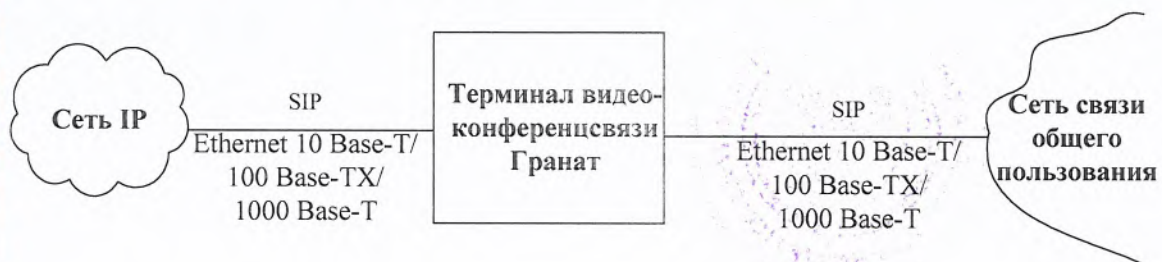 Сеть IP
SIP
Ethernet 10 Base-T/
100 Base-TX/
1000 Base-T
Терминал видео-
конференцсвязи
Гранат
SIP
Ethernet 10 Base-T/
100 Base-TX/
1000 Base-T
Сеть связи
общего
пользования